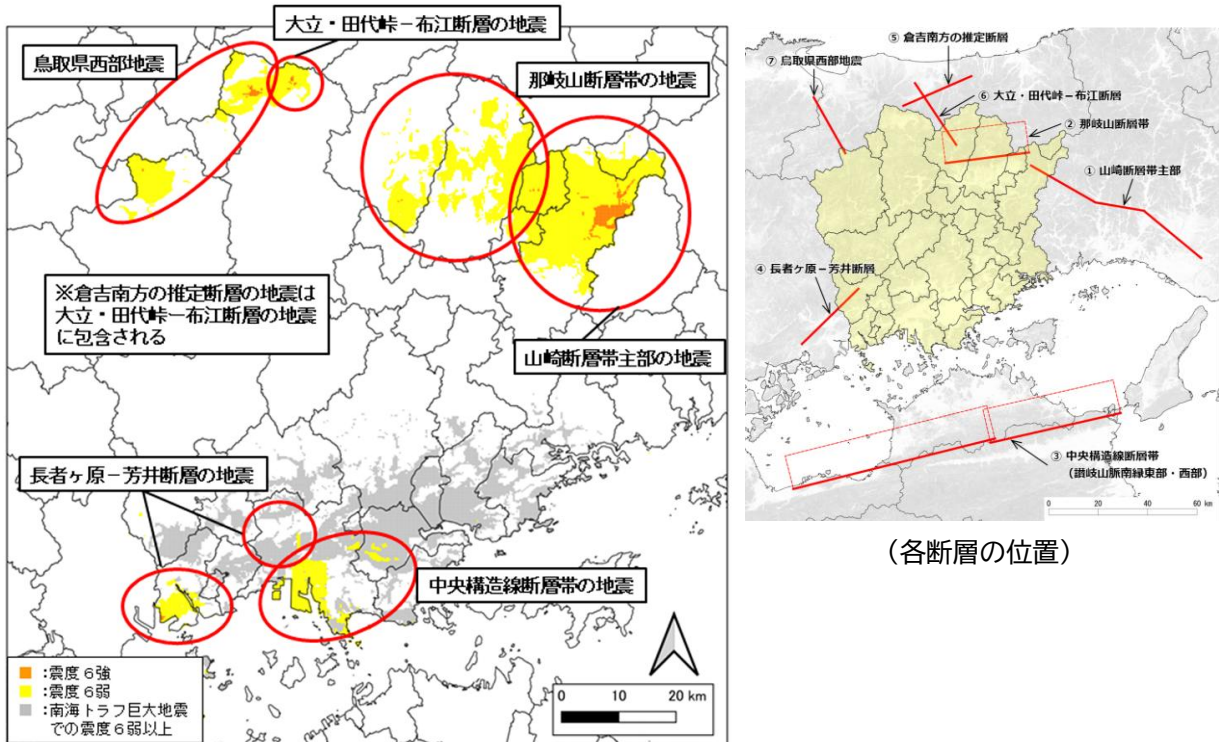 大立・田代峠－布江断層の地震
鳥取県西部地震
那岐山断層帯の地震
※倉吉南方の推定断層の地震は
大立・田代峠ー布江断層の地震
に包含される
山崎断層帯主部の地震
長者ヶ原－芳井断層の地震
中央構造線断層帯の地震
:震度６強
:震度６弱
:南海トラフ巨大地震
での震度６弱以上
0 10 20 km
⑤ 倉吉南方の推定断層
⑦ 鳥取県西部地震
⑥ 大立・田代峠－布江断層
② 那岐山断層帯
① 山崎断層帯主部
④ 長者ヶ原－芳井断層
③ 中央構造線断層帯
（讃岐山脈南縁東部・西部）
0 20 40 60 km
（各断層の位置）